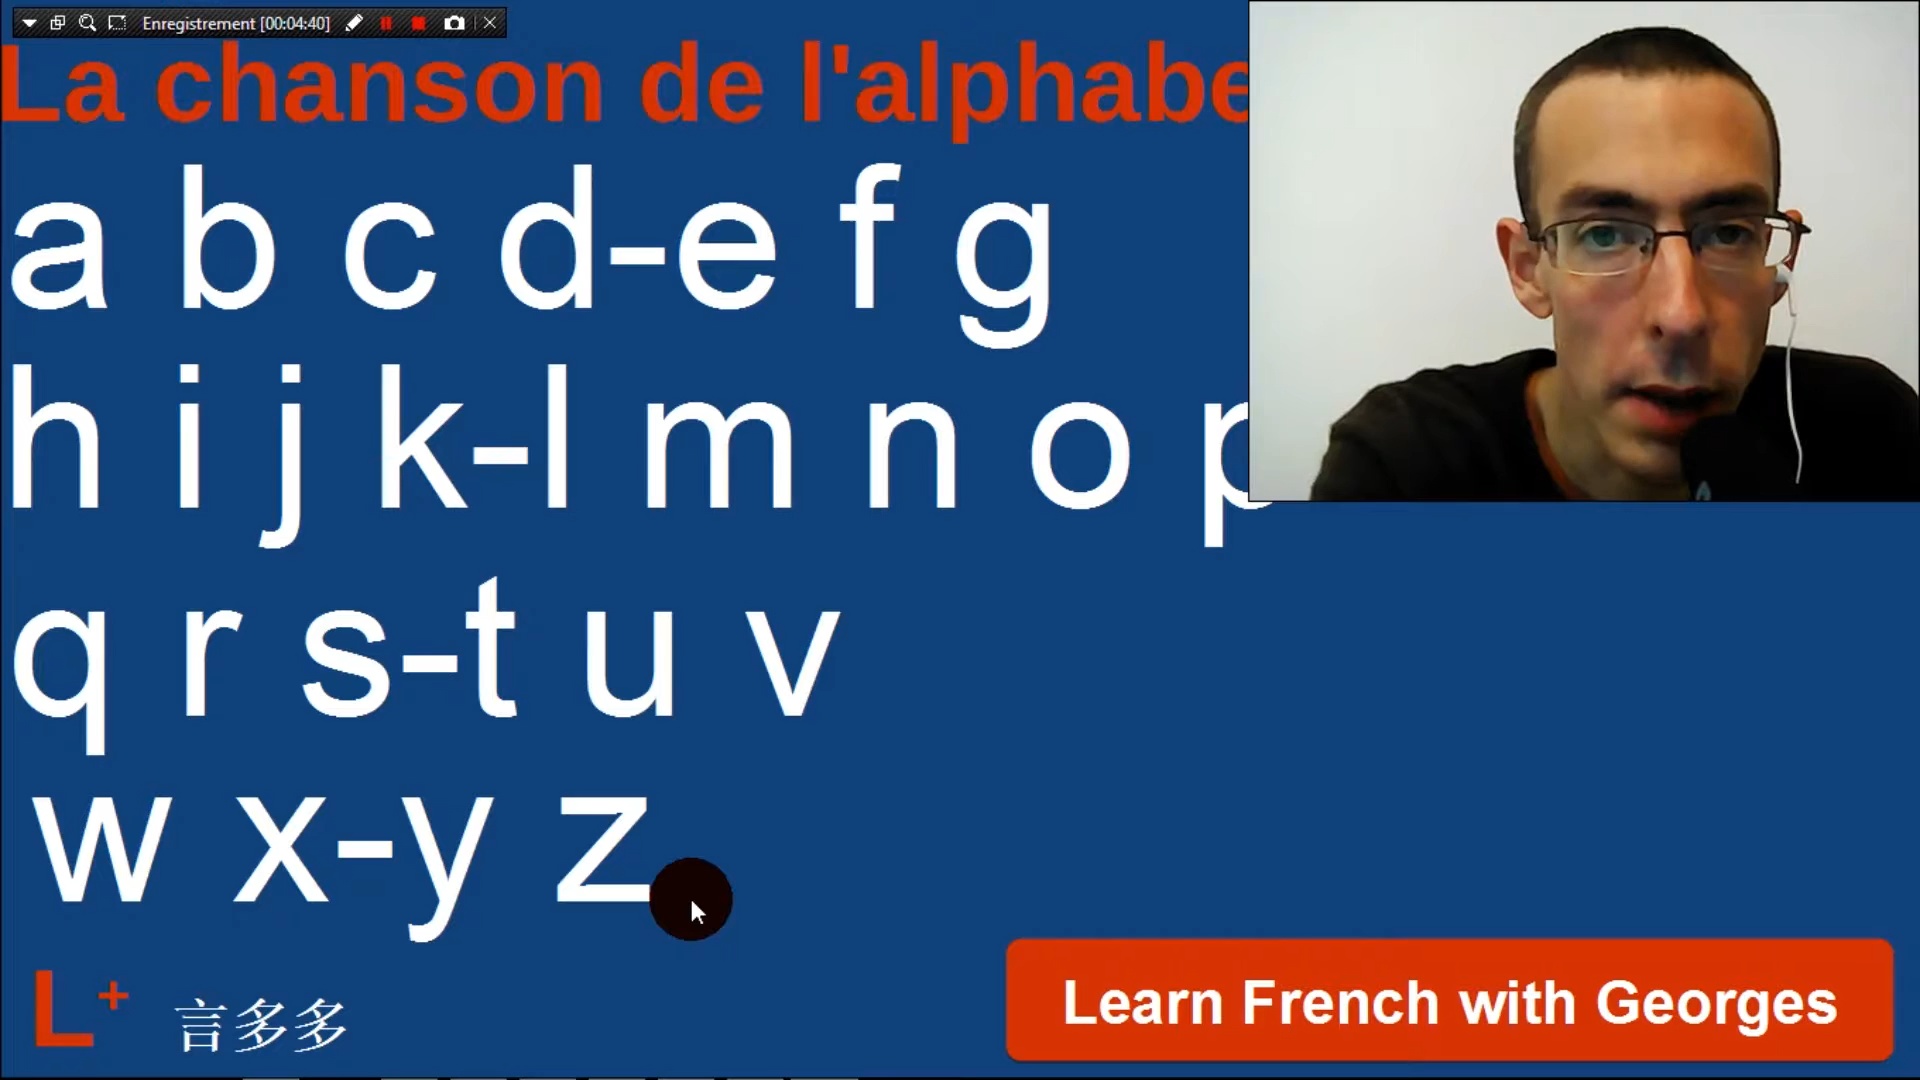 Enregistrement [00:04:40]
La chanson de l'alphabe
a b c d-e f g
h i j k-l m n o p
q r s-t u v
w x-y z
L+ 言多多
Learn French with Georges